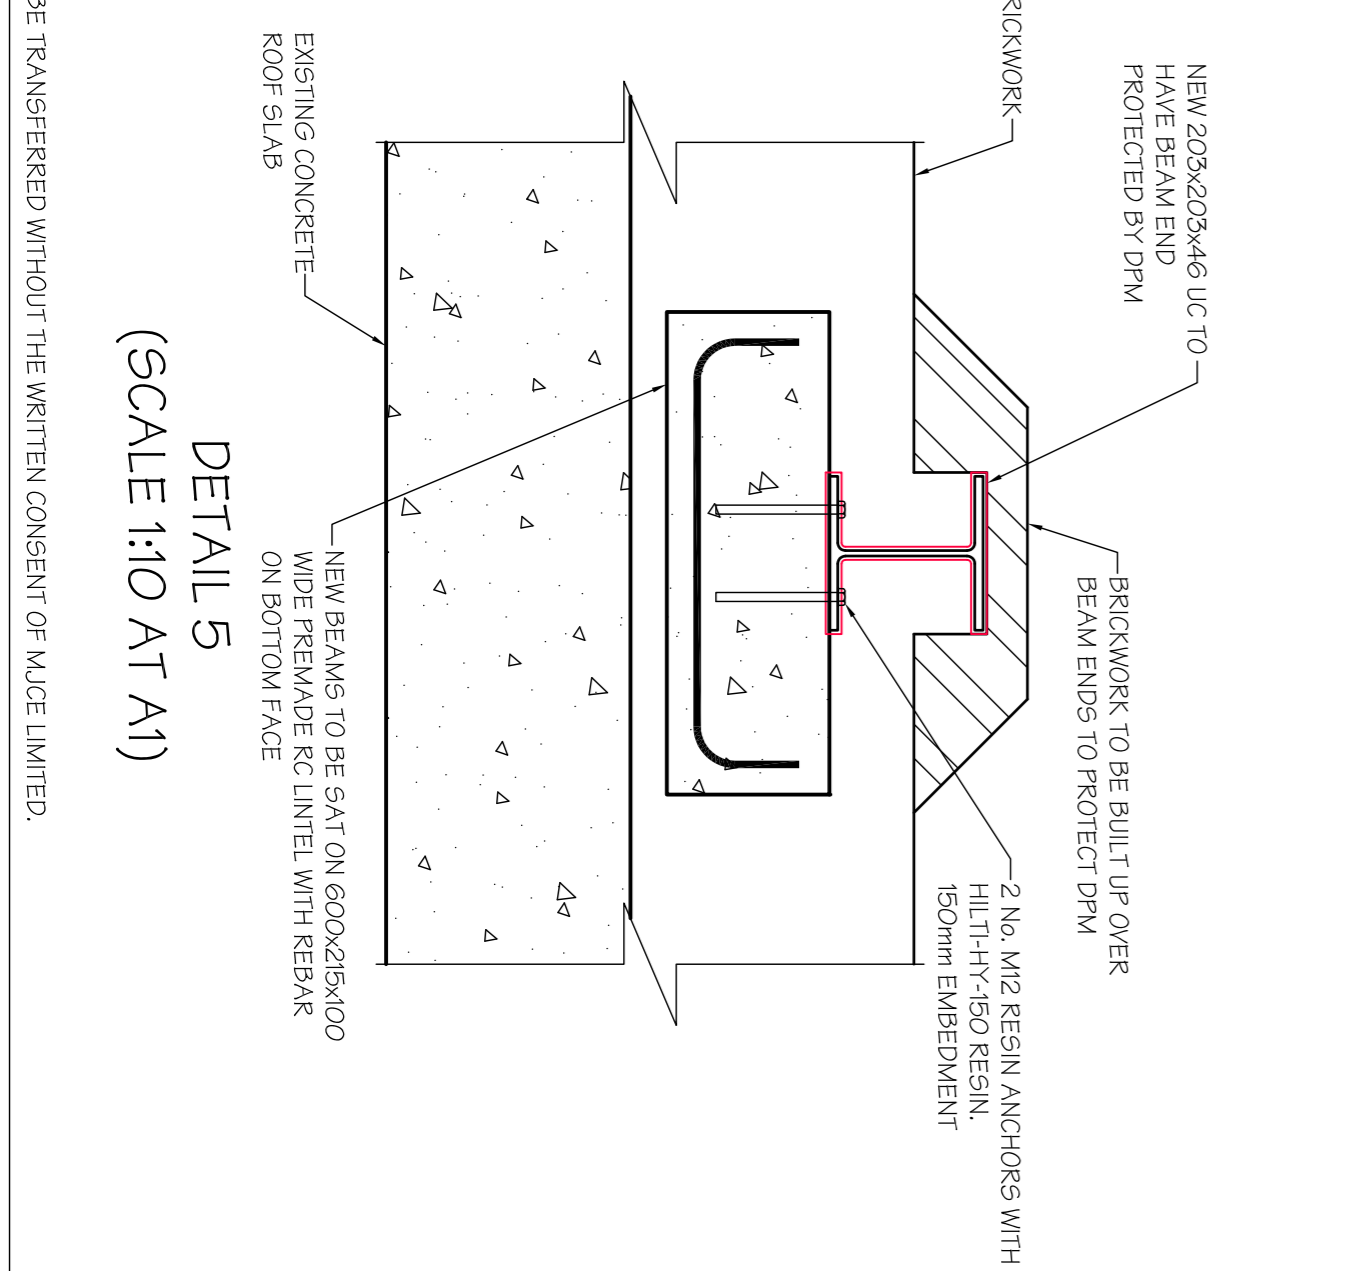 NEW 203x203x46 UC TO
HAVE BEAM END
PROTECTED BY DPM
RICKWORK
BRICKWORK TO BE BUILT UP OVER
BEAM ENDS TO PROTECT DPM
2 No. M12 RESIN ANCHORS WITH
HILTI-HY-150 RESIN.
150mm EMBEDMENT
EXISTING CONCRETE
ROOF SLAB
NEW BEAMS TO BE SAT ON 600x215x100
WIDE PREMADE RC LINTEL WITH REBAR
ON BOTTOM FACE
DETAIL 5
(SCALE 1:10 AT A1)
BE TRANSFERRED WITHOUT THE WRITTEN CONSENT OF MJCE LIMITED.